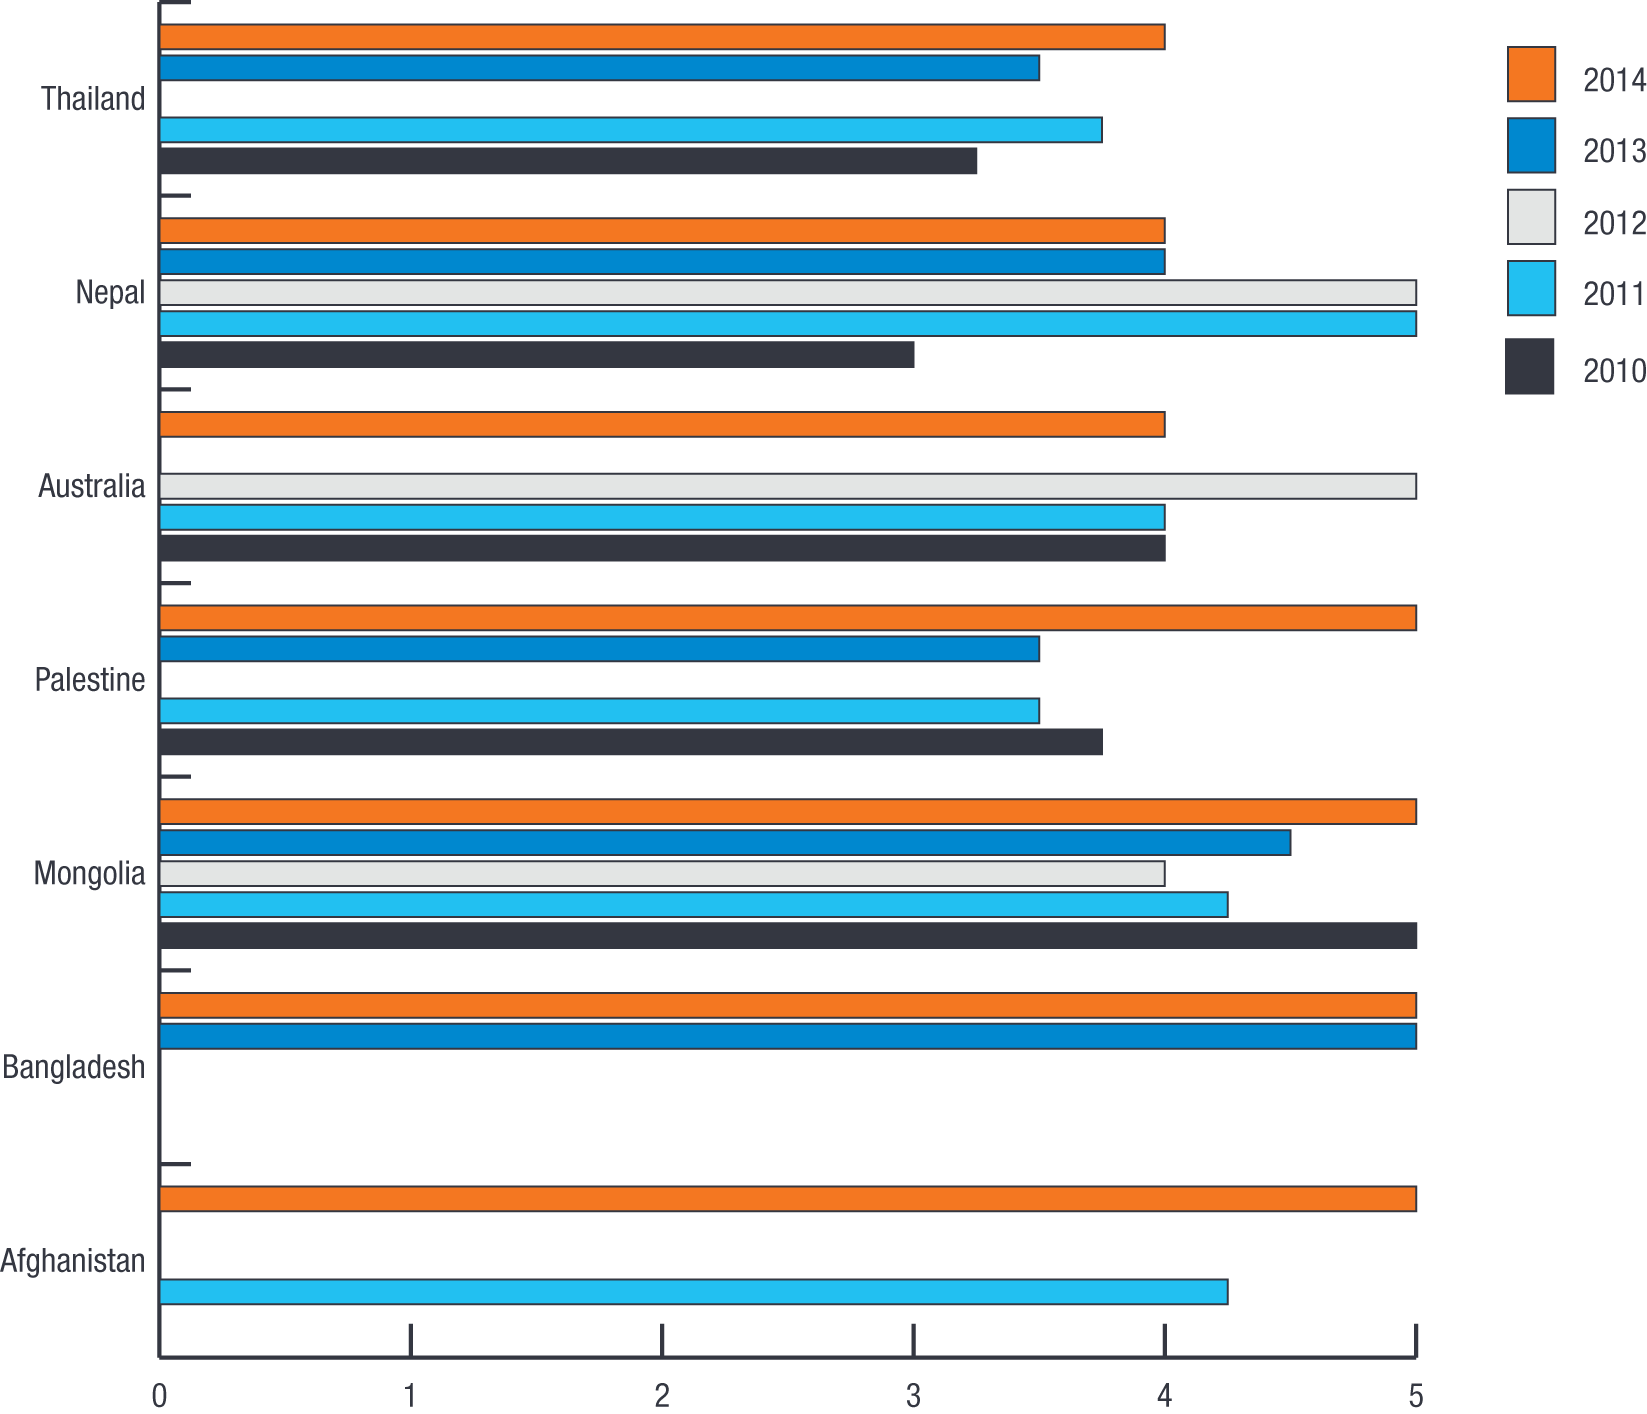 Thailand
Nepal
Australia
Palestine
Mongolia
Bangladesh
Afghanistan
0 1 2 3 4 5
2014
2013
2012
2011
2010